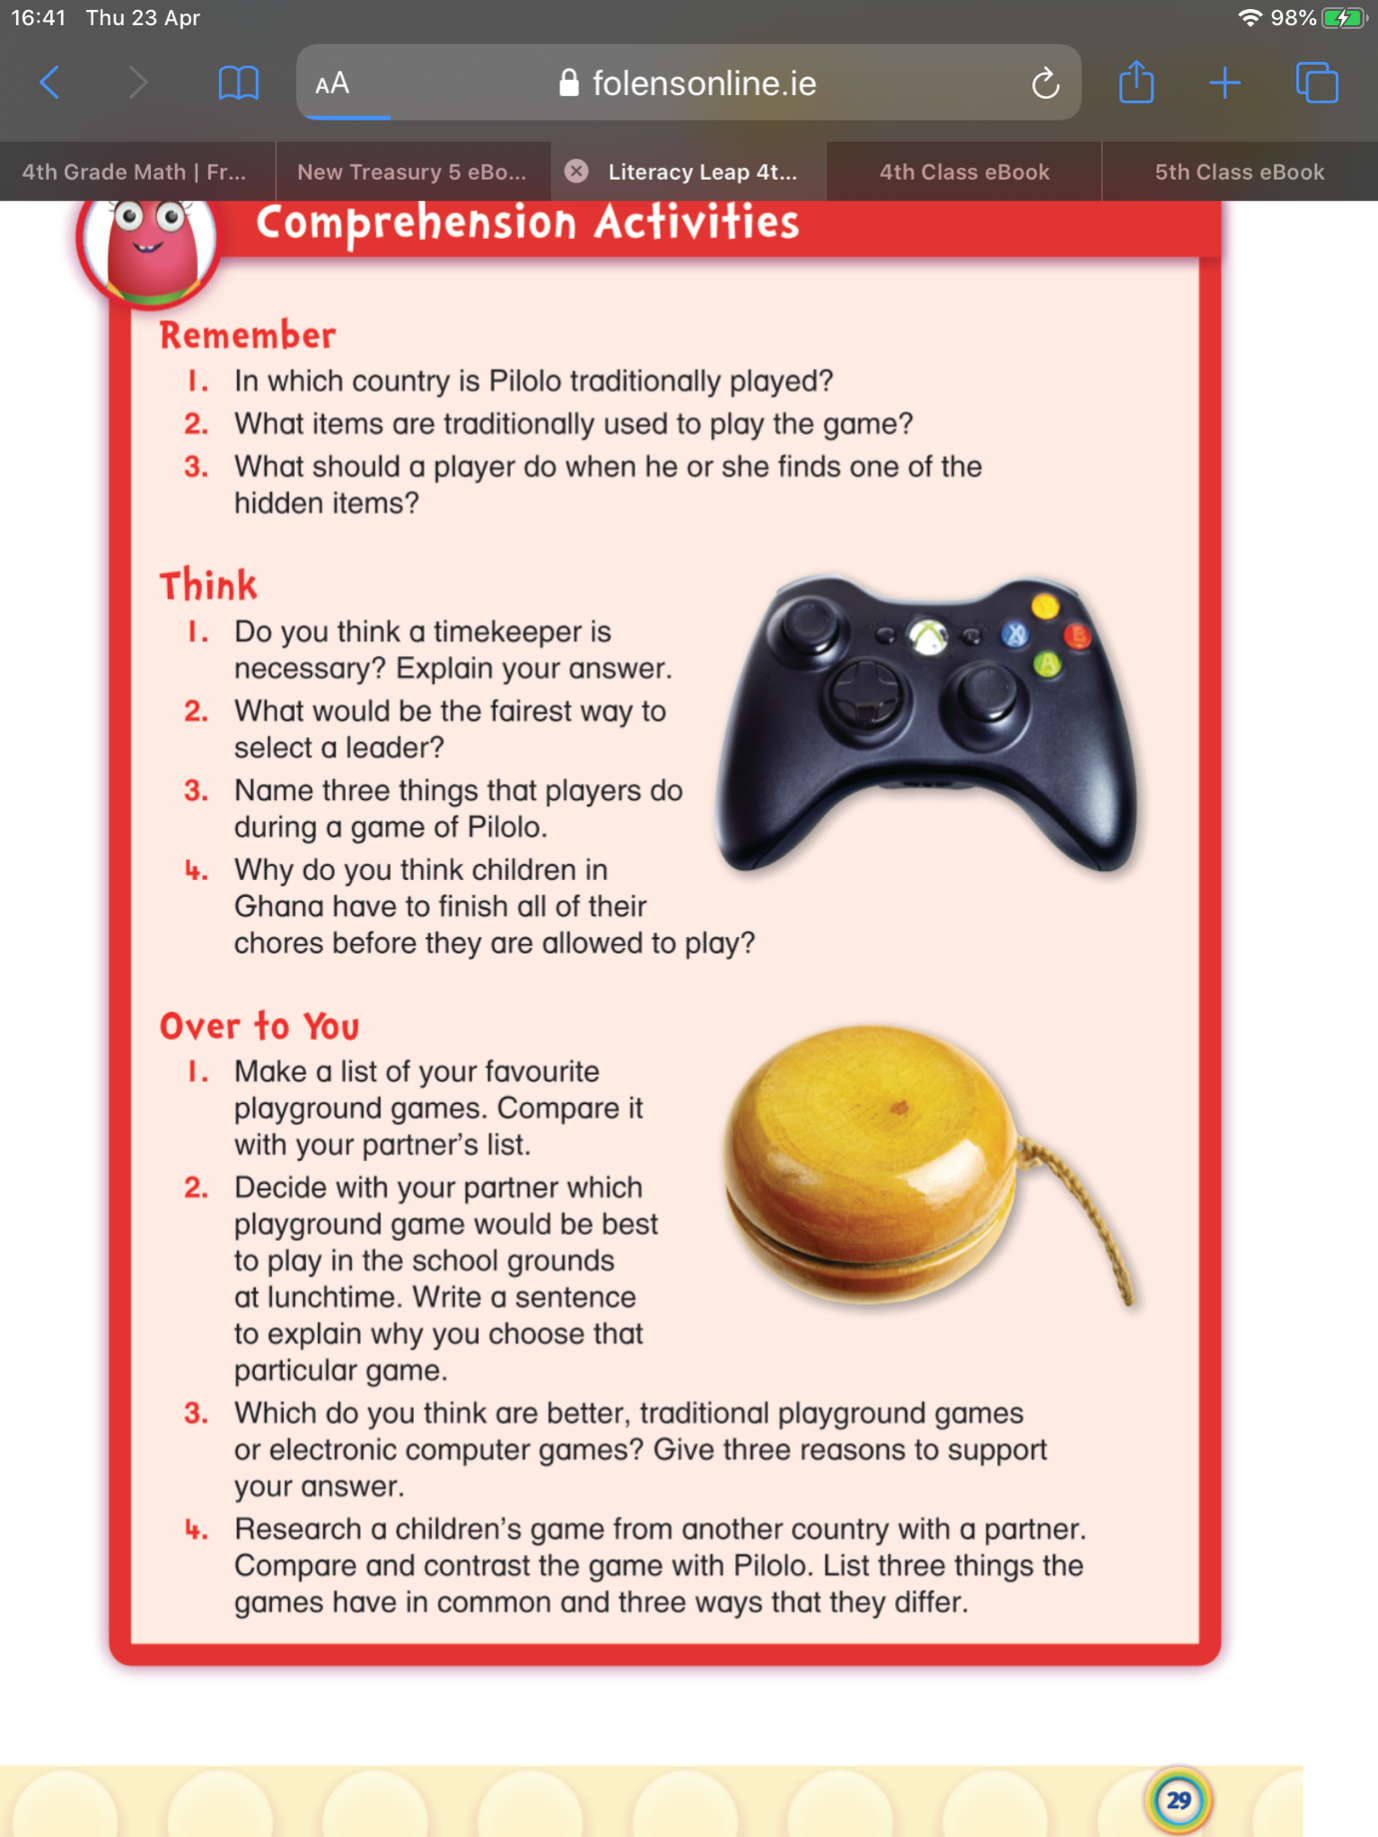 16:41 Thu 23 Apr
98%
AA
folensonline.ie
4th Grade Math | Fr...
New Treasury 5 eBo...
Literacy Leap 4t...
4th Class eBook
5th Class eBook
Comprehension Activities
Remember
1. In which country is Pilolo traditionally played?
2. What items are traditionally used to play the game?
3. What should a player do when he or she finds one of the
hidden items?
Think
1. Do you think a timekeeper is
necessary? Explain your answer.
2. What would be the fairest way to
select a leader?
3. Name three things that players do
during a game of Pilolo.
4. Why do you think children in
Ghana have to finish all of their
chores before they are allowed to play?
Y
X
B
A
Over to You
1. Make a list of your favourite
playground games. Compare it
with your partner's list.
2. Decide with your partner which
playground game would be best
to play in the school grounds
at lunchtime. Write a sentence
to explain why you choose that
particular game.
3. Which do you think are better, traditional playground games
or electronic computer games? Give three reasons to support
your answer.
4. Research a children's game from another country with a partner.
Compare and contrast the game with Pilolo. List three things the
games have in common and three ways that they differ.
29